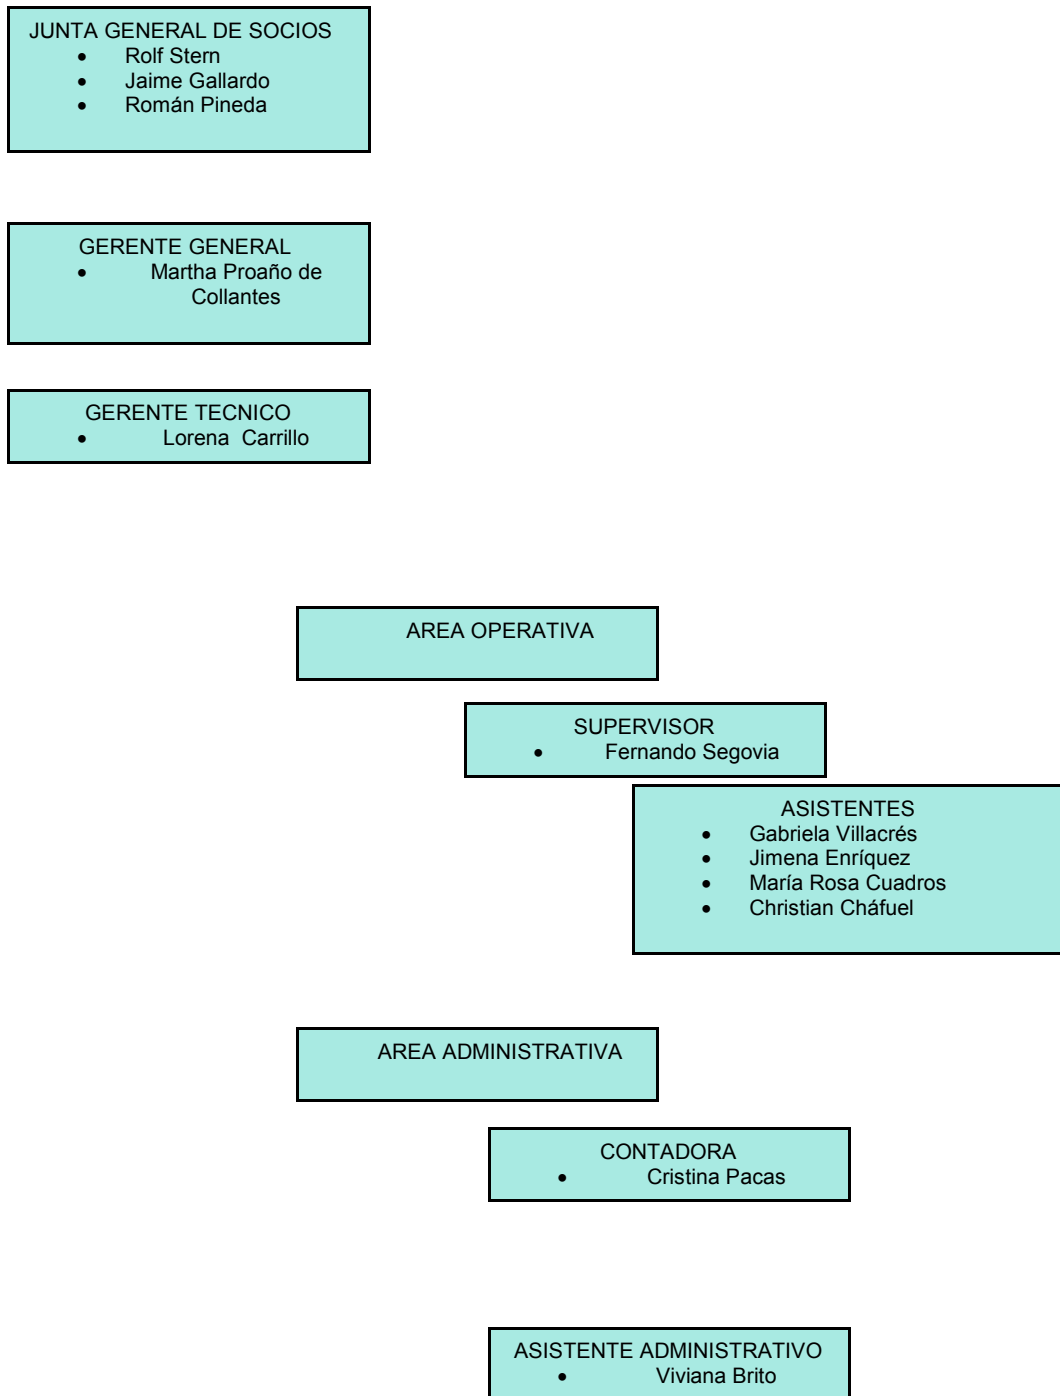 JUNTA GENERAL DE SOCIOS
• Rolf Stern
• Jaime Gallardo
• Román Pineda
GERENTE GENERAL
• Martha Proaño de
Collantes
GERENTE TECNICO
• Lorena Carrillo
AREA OPERATIVA
SUPERVISOR
• Fernando Segovia
ASISTENTES
• Gabriela Villacrés
• Jimena Enríquez
• María Rosa Cuadros
• Christian Cháfuel
AREA ADMINISTRATIVA
CONTADORA
• Cristina Pacas
ASISTENTE ADMINISTRATIVO
• Viviana Brito